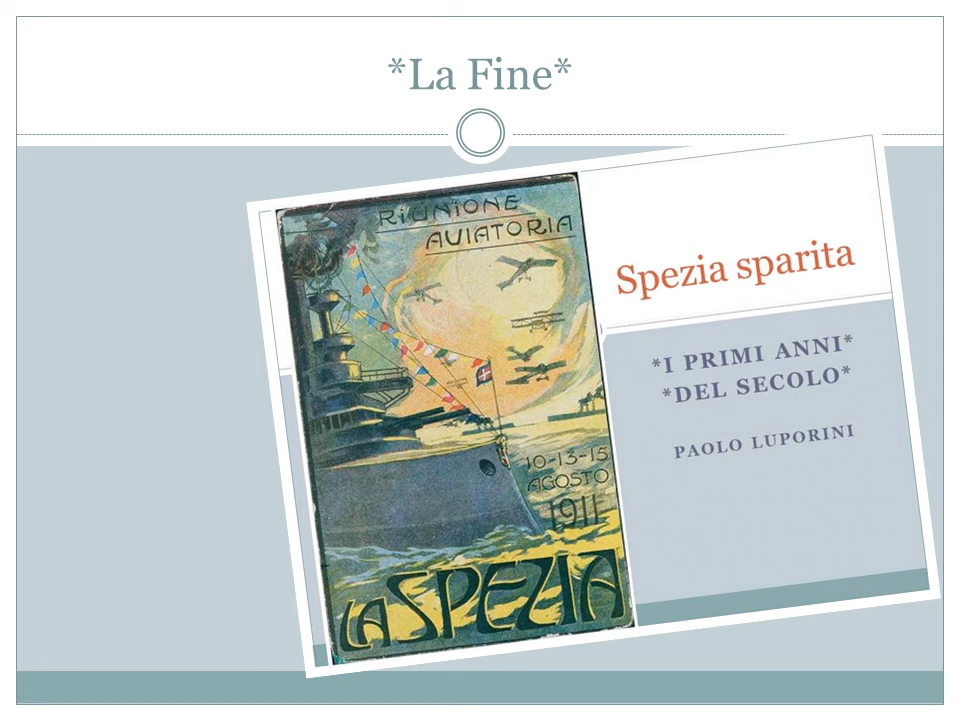 *La Fine*
RIUNIONE
AVIATORIA
10-13-15
AGOSTO
1911
LA SPEZIA
Spezia sparita
*I PRIMI ANNI*
*DEL SECOLO*
PAOLO LUPORINI